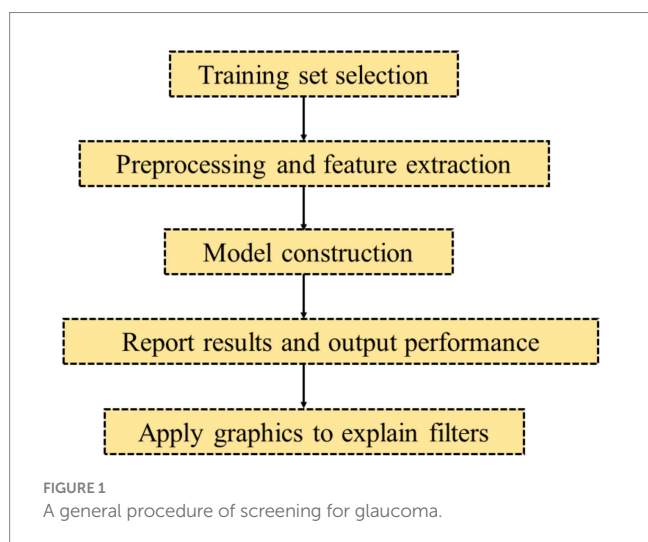 Training set selection
Preprocessing and feature extraction
Model construction
Report results and output performance
Apply graphics to explain filters
FIGURE 1
A general procedure of screening for glaucoma.